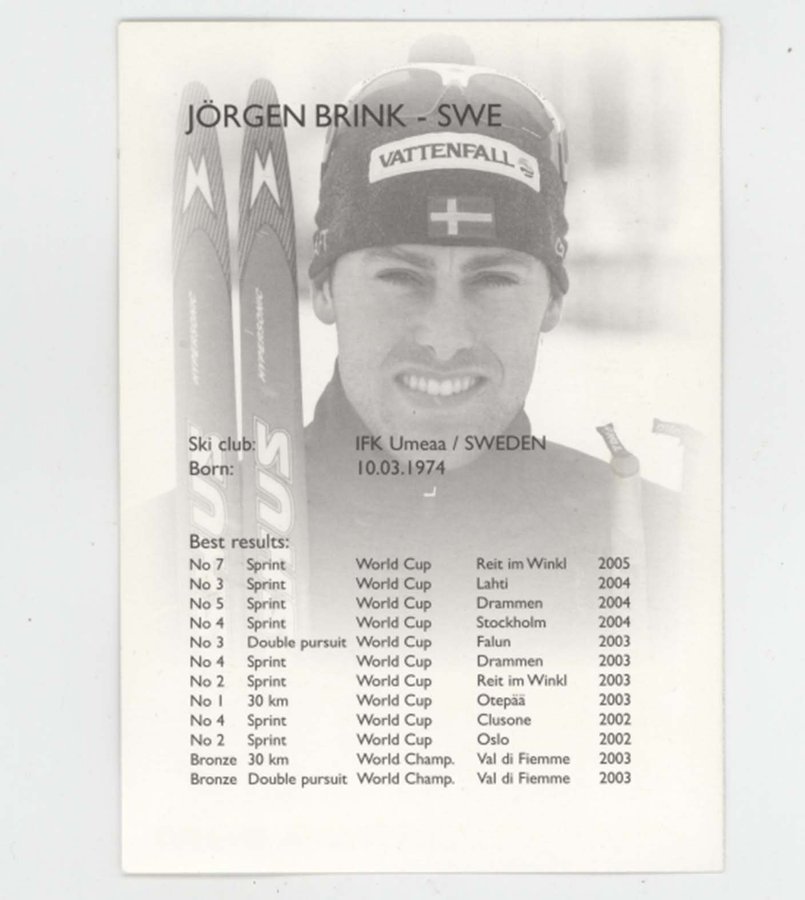 JÖRGEN BRINK - SWE
VATTENFALL
HYPERSONIC
HYPERSONIC
Ski club: IFK Umeaa / SWEDEN
Born: 10.03.1974
Best results:
No 7 Sprint World Cup Reit im Winkl 2005
No 3 Sprint World Cup Lahti 2004
No 5 Sprint World Cup Drammen 2004
No 4 Sprint World Cup Stockholm 2004
No 3 Double pursuit World Cup Falun 2003
No 4 Sprint World Cup Drammen 2003
No 2 Sprint World Cup Reit im Winkl 2003
No 1 30 km World Cup Otepää 2003
No 4 Sprint World Cup Clusone 2002
No 2 Sprint World Cup Oslo 2002
Bronze 30 km World Champ. Val di Fiemme 2003
Bronze Double pursuit World Champ. Val di Fiemme 2003